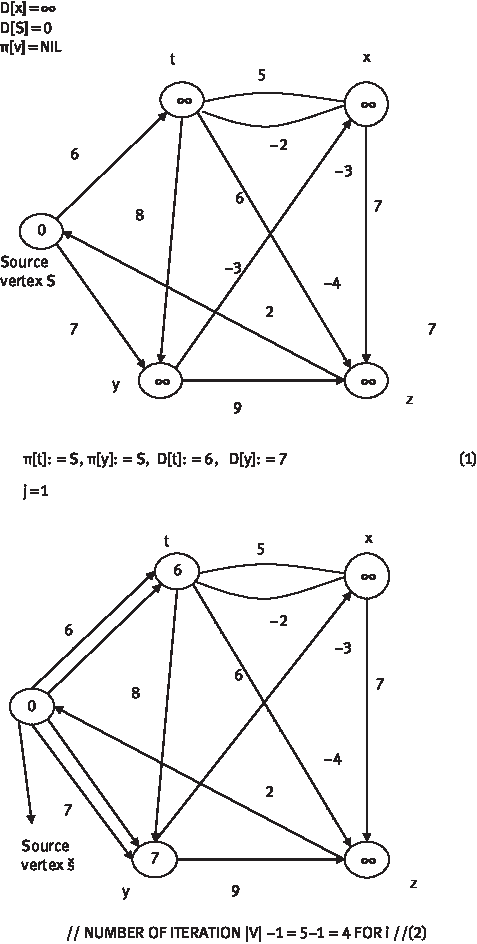 D[x]=∞
D[S]=0
π[v]=NIL
t
x
5
∞
∞
-2
6
-3
8
6
7
0
Source
vertex S
-3
-4
2
7
7
y
∞
∞
z
9
π[t]: = S, π[y]: = S, D[t]: = 6, D[y]: = 7 (1)
j=1
t
x
5
6
∞
-2
6
-3
6
7
8
0
-4
2
7
Source
vertex š
7
∞
y
9
z
// NUMBER OF ITERATION |V| –1 = 5–1 = 4 FOR i //(2)